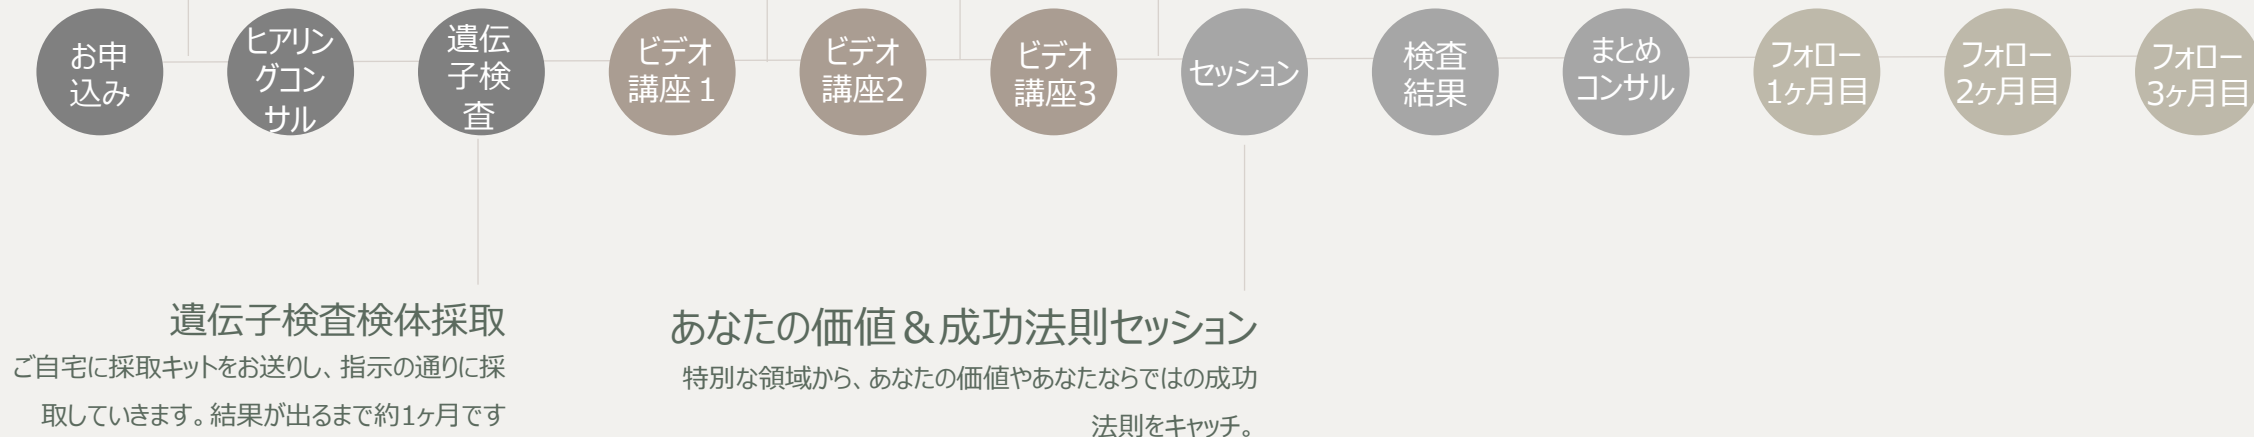 お申
込み
ヒアリン
グコン
サル
遺伝
子検
査
ビデオ
講座 1
ビデオ
講座2
ビデオ
講座3
セッション
検査
結果
まとめ
コンサル
フォロー
1ヶ月目
フォロー
2ヶ月目
フォロー
3ヶ月目
遺伝子検査検体採取
ご自宅に採取キットをお送りし、指示の通りに採
取していきます。結果が出るまで約1ヶ月です
あなたの価値＆成功法則セッション
特別な領域から、あなたの価値やあなたならではの成功
法則をキャッチ。